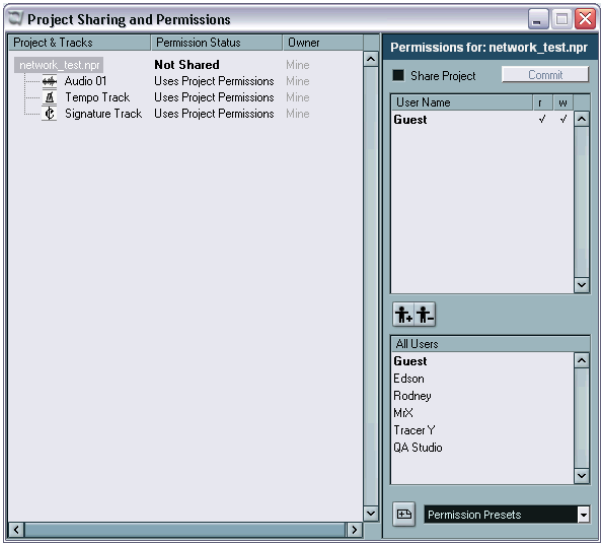 Project Sharing and Permissions
Project & Tracks Permission Status Owner
network_test.npr Not Shared Mine
Audio 01 Uses Project Permissions Mine
Tempo Track Uses Project Permissions Mine
Signature Track Uses Project Permissions Mine
Permissions for: network_test.npr
Share Project Commit
User Name r w
Guest √ √
All Users
Guest
Edson
Rodney
MiX
Tracer Y
QA Studio
Permission Presets